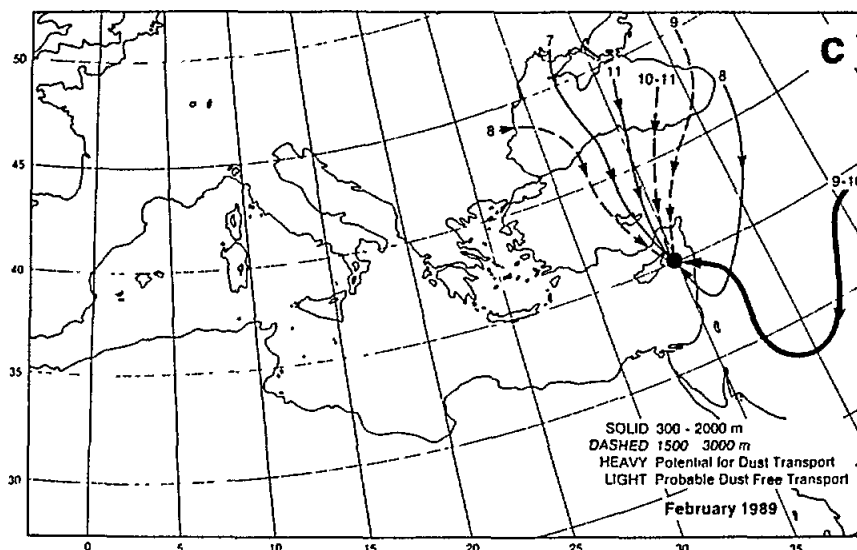 9
7
C
50
11
10-11
8
8
9-10
45
40
35
SOLID 300 - 2000 m
DASHED 1500 3000 m
HEAVY Potential for Dust Transport
LIGHT Probable Dust Free Transport
30
February 1989
0 5 10 15 20 25 30 35